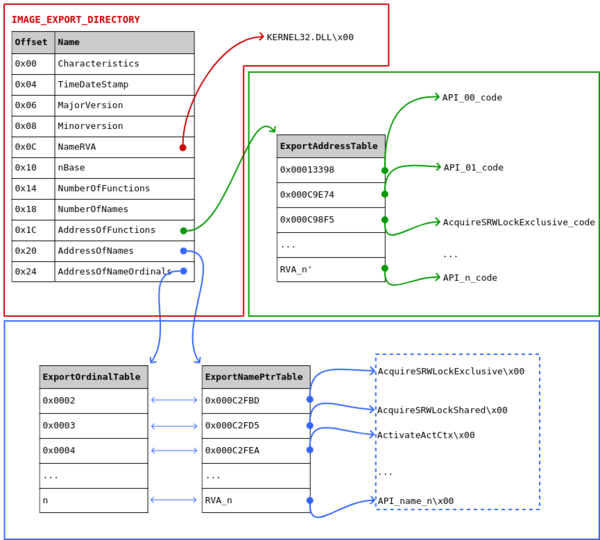 IMAGE_EXPORT_DIRECTORY
Offset Name
0x00 Characteristics
0x04 TimeDateStamp
0x06 MajorVersion
0x08 Minorversion
0x0C NameRVA
0x10 nBase
0x14 NumberOfFunctions
0x18 NumberOfNames
0x1C AddressOfFunctions
0x20 AddressOfNames
0x24 AddressOfNameOrdinals
KERNEL32.DLL\x00
ExportAddressTable
0x00013398
0x000C9E74
0x000C98F5
...
RVA_n'
API_00_code
API_01_code
AcquireSRWLockExclusive_code
...
API_n_code
ExportOrdinalTable
0x0002
0x0003
0x0004
...
n
ExportNamePtrTable
0x000C2FBD
0x000C2FD5
0x000C2FEA
...
RVA_n
AcquireSRWLockExclusive\x00
AcquireSRWLockShared\x00
ActivateActCtx\x00
...
API_name_n\x00